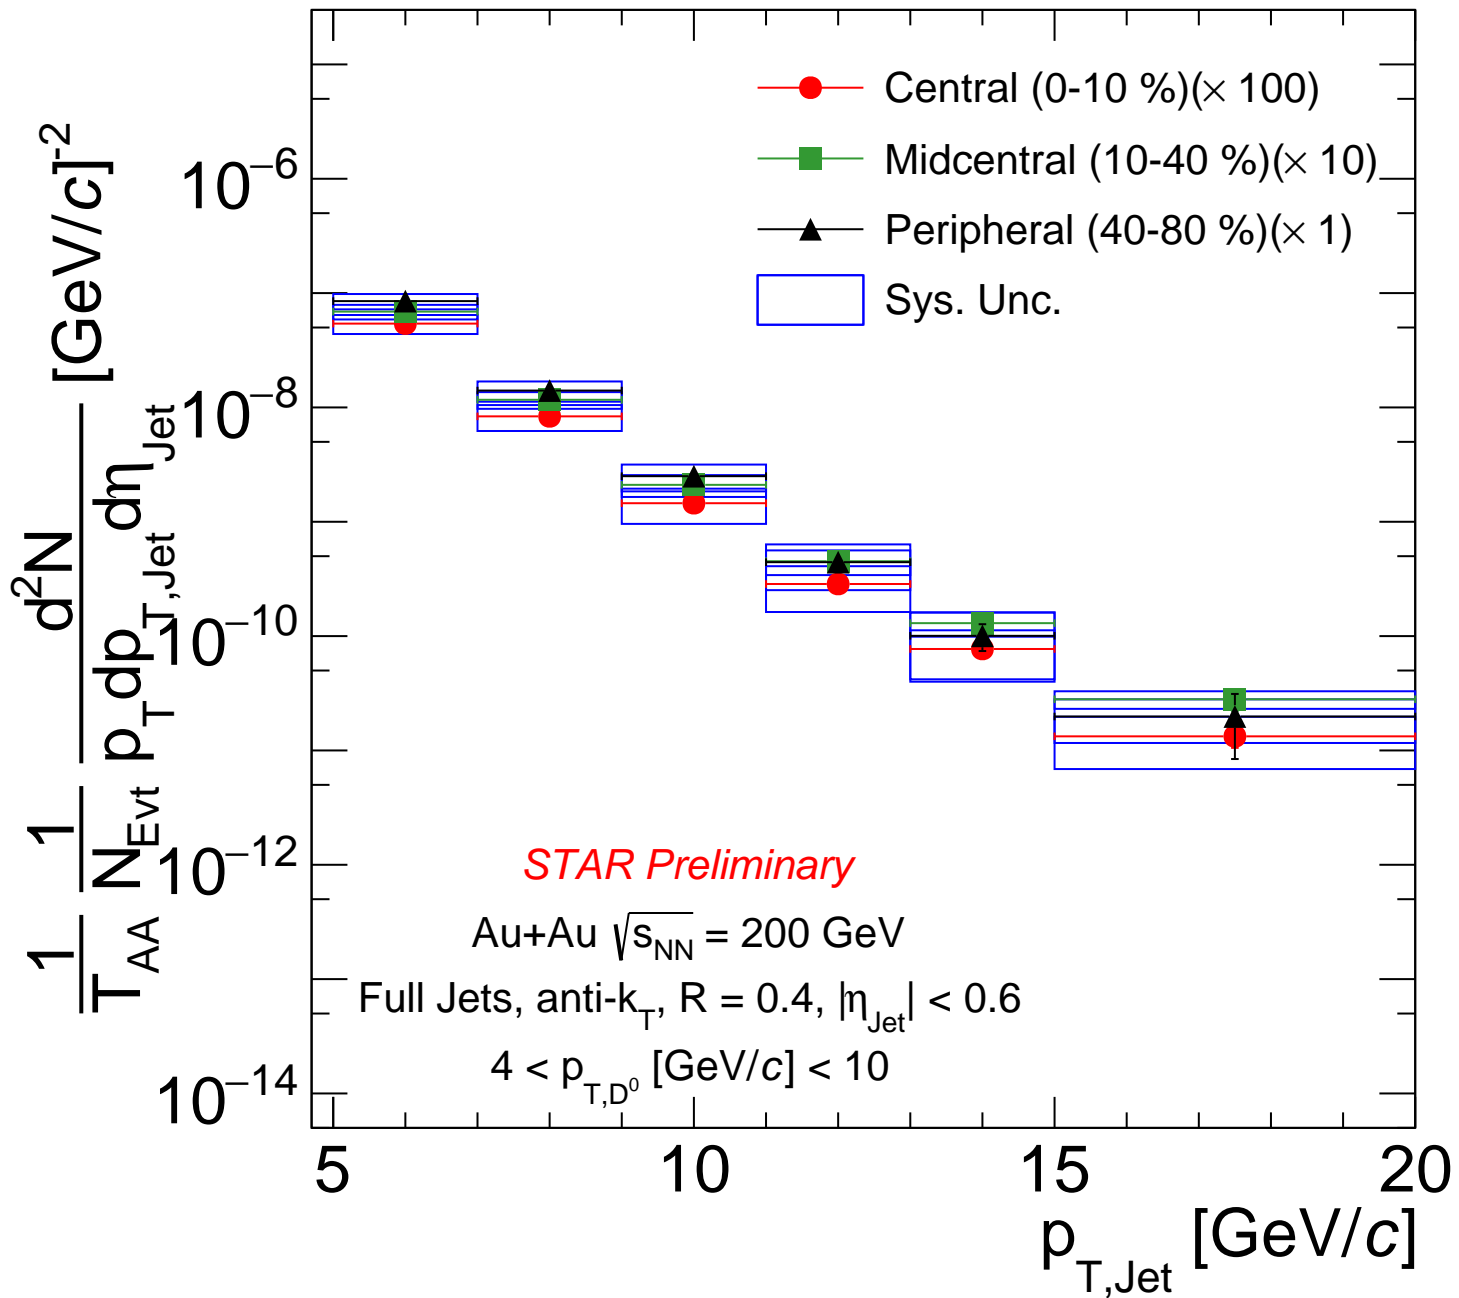 Central (0-10 %)(× 100)
Midcentral (10-40 %)(× 10)
Peripheral (40-80 %)(× 1)
Sys. Unc.
1/T_AA 1/N_Evt d²N/p_T dp_T,Jet dη_Jet [GeV/c]⁻²
10⁻⁶
10⁻⁸
10⁻¹⁰
10⁻¹²
10⁻¹⁴
STAR Preliminary
Au+Au √s_NN = 200 GeV
Full Jets, anti-k_T, R = 0.4, |η_Jet| < 0.6
4 < p_T,D⁰ [GeV/c] < 10
5 10 15 20
p_T,Jet [GeV/c]